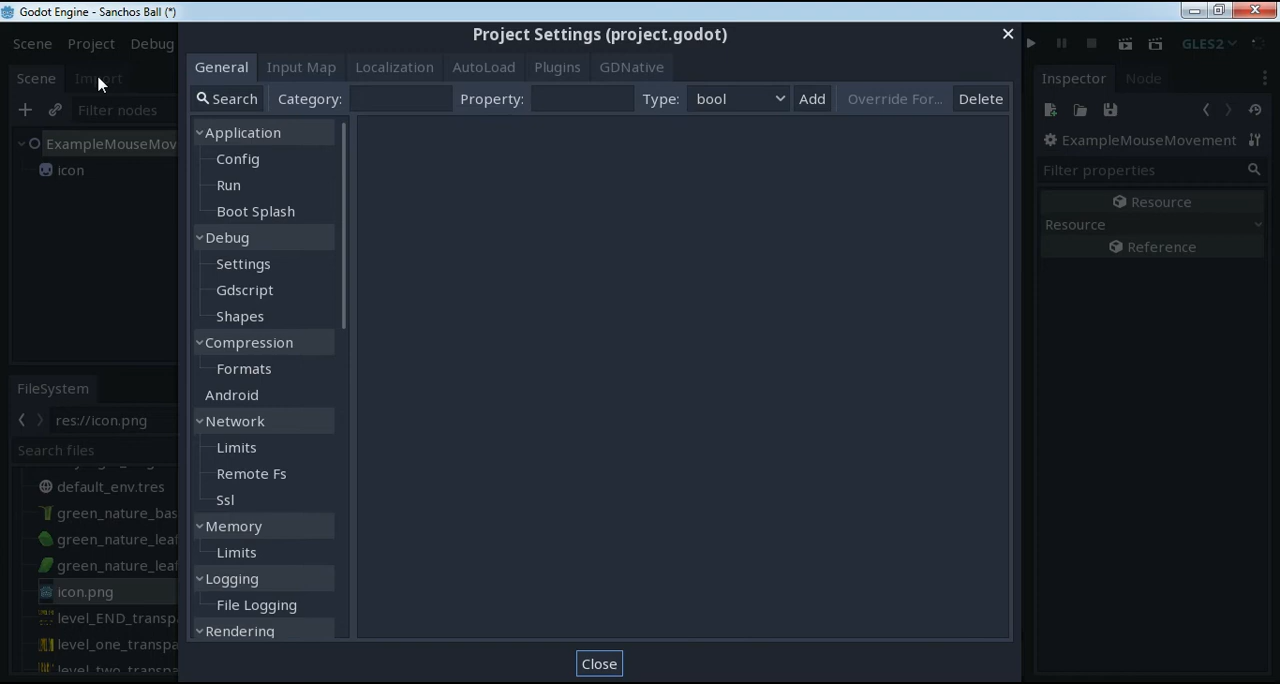 Godot Engine - Sanchos Ball (*)
Project Settings (project.godot)
Scene Project Debug
GLES2
General Input Map Localization AutoLoad Plugins GDNative
Scene Import
Inspector Node
Search Category: Property: Type: bool Add Override For... Delete
Filter nodes
ExampleMouseMov
icon
ExampleMouseMovement
Filter properties
Resource
Resource
Reference
Application
Config
Run
Boot Splash
Debug
Settings
Gdscript
Shapes
Compression
Formats
Android
Network
Limits
Remote Fs
Ssl
Memory
Limits
Logging
File Logging
Rendering
FileSystem
res://icon.png
Search files
default_env.tres
green_nature_bas
green_nature_leaf
green_nature_leaf
icon.png
level_END_transpa
level_one_transpa
level_two_transpa
Close